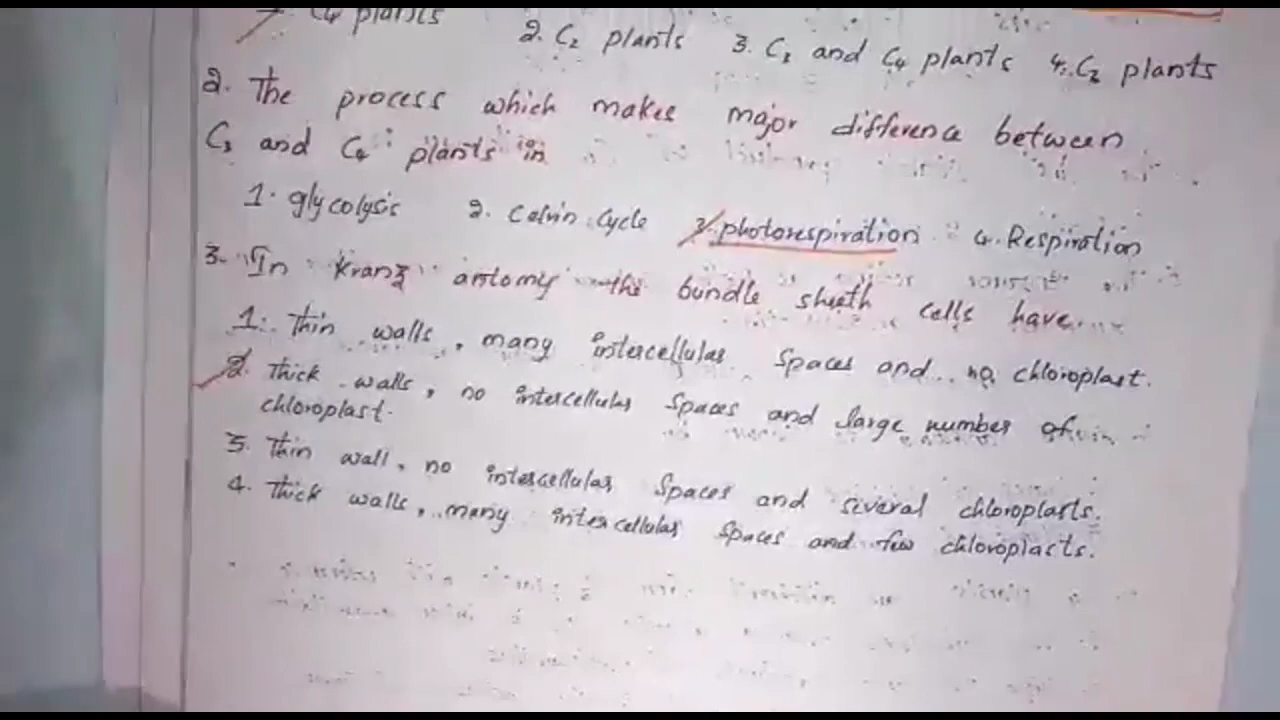 C4 plants 2. C2 plants 3. C3 and C4 plants 4. C3 plants
2. The process which makes major difference between
C3 and C4 plants in
1. glycolysis 2. Calvin Cycle 3. photorespiration 4. Respiration
3. In Kranz antomy the bundle sheath cells have
1. Thin walls, many intercellular Spaces and no chloroplast.
2. Thick walls, no intercellular Spaces and large number of
chloroplast.
3. Thin wall, no intercellular Spaces and several chloroplasts.
4. Thick walls, many intercellular Spaces and few chloroplasts.